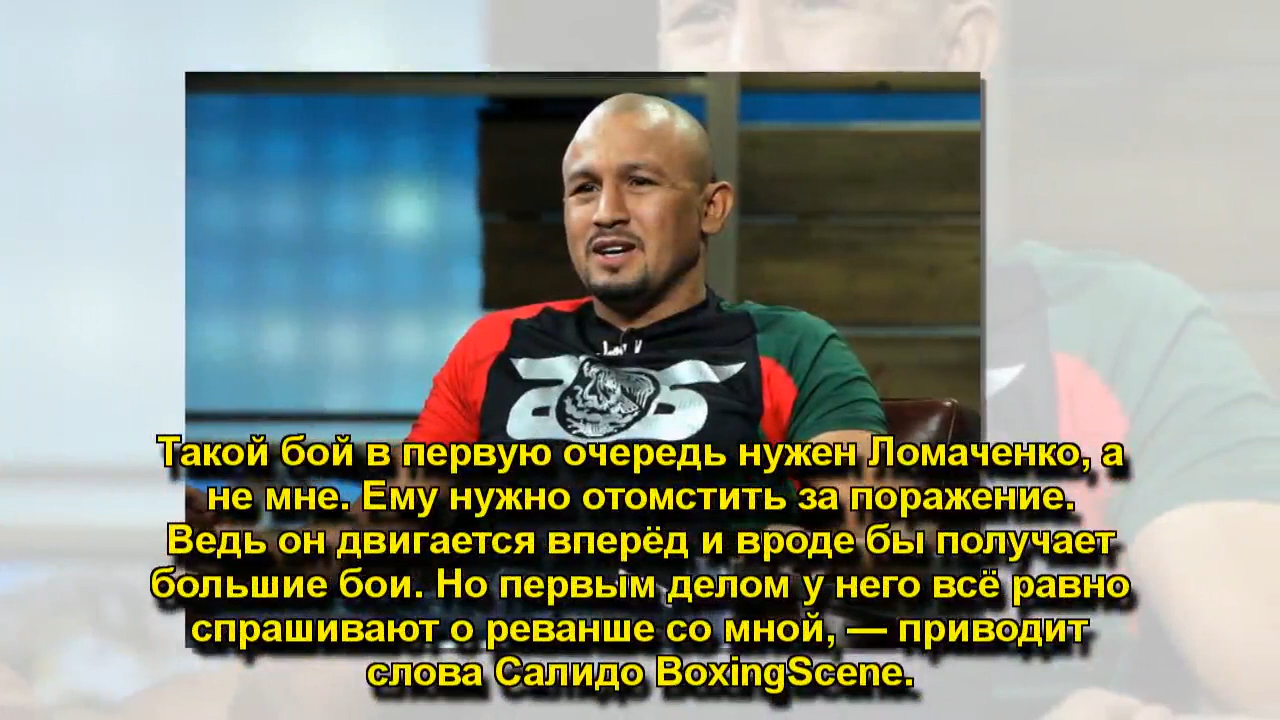 Такой бой в первую очередь нужен Ломаченко, а
не мне. Ему нужно отомстить за поражение.
Ведь он двигается вперёд и вроде бы получает
большие бои. Но первым делом у него всё равно
спрашивают о реванше со мной, — приводит
слова Салидо BoxingScene.